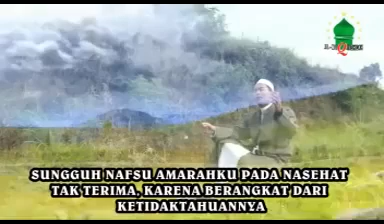 SUNGGUH NAFSU AMARAHKU PADA NASEHAT
TAK TERIMA, KARENA BERANGKAT DARI
KETIDAKTAHUANNYA